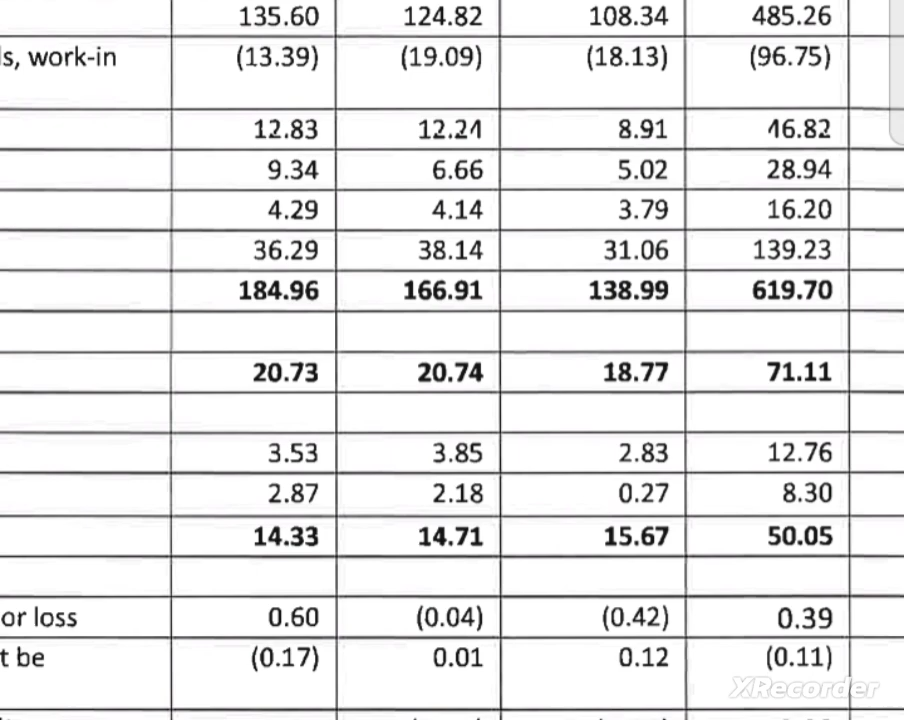 135.60 124.82 108.34 485.26
ls, work-in (13.39) (19.09) (18.13) (96.75)
12.83 12.21 8.91 16.82
9.34 6.66 5.02 28.94
4.29 4.14 3.79 16.20
36.29 38.14 31.06 139.23
184.96 166.91 138.99 619.70
20.73 20.74 18.77 71.11
3.53 3.85 2.83 12.76
2.87 2.18 0.27 8.30
14.33 14.71 15.67 50.05
or loss 0.60 (0.04) (0.42) 0.39
t be (0.17) 0.01 0.12 (0.11)
XRecorder